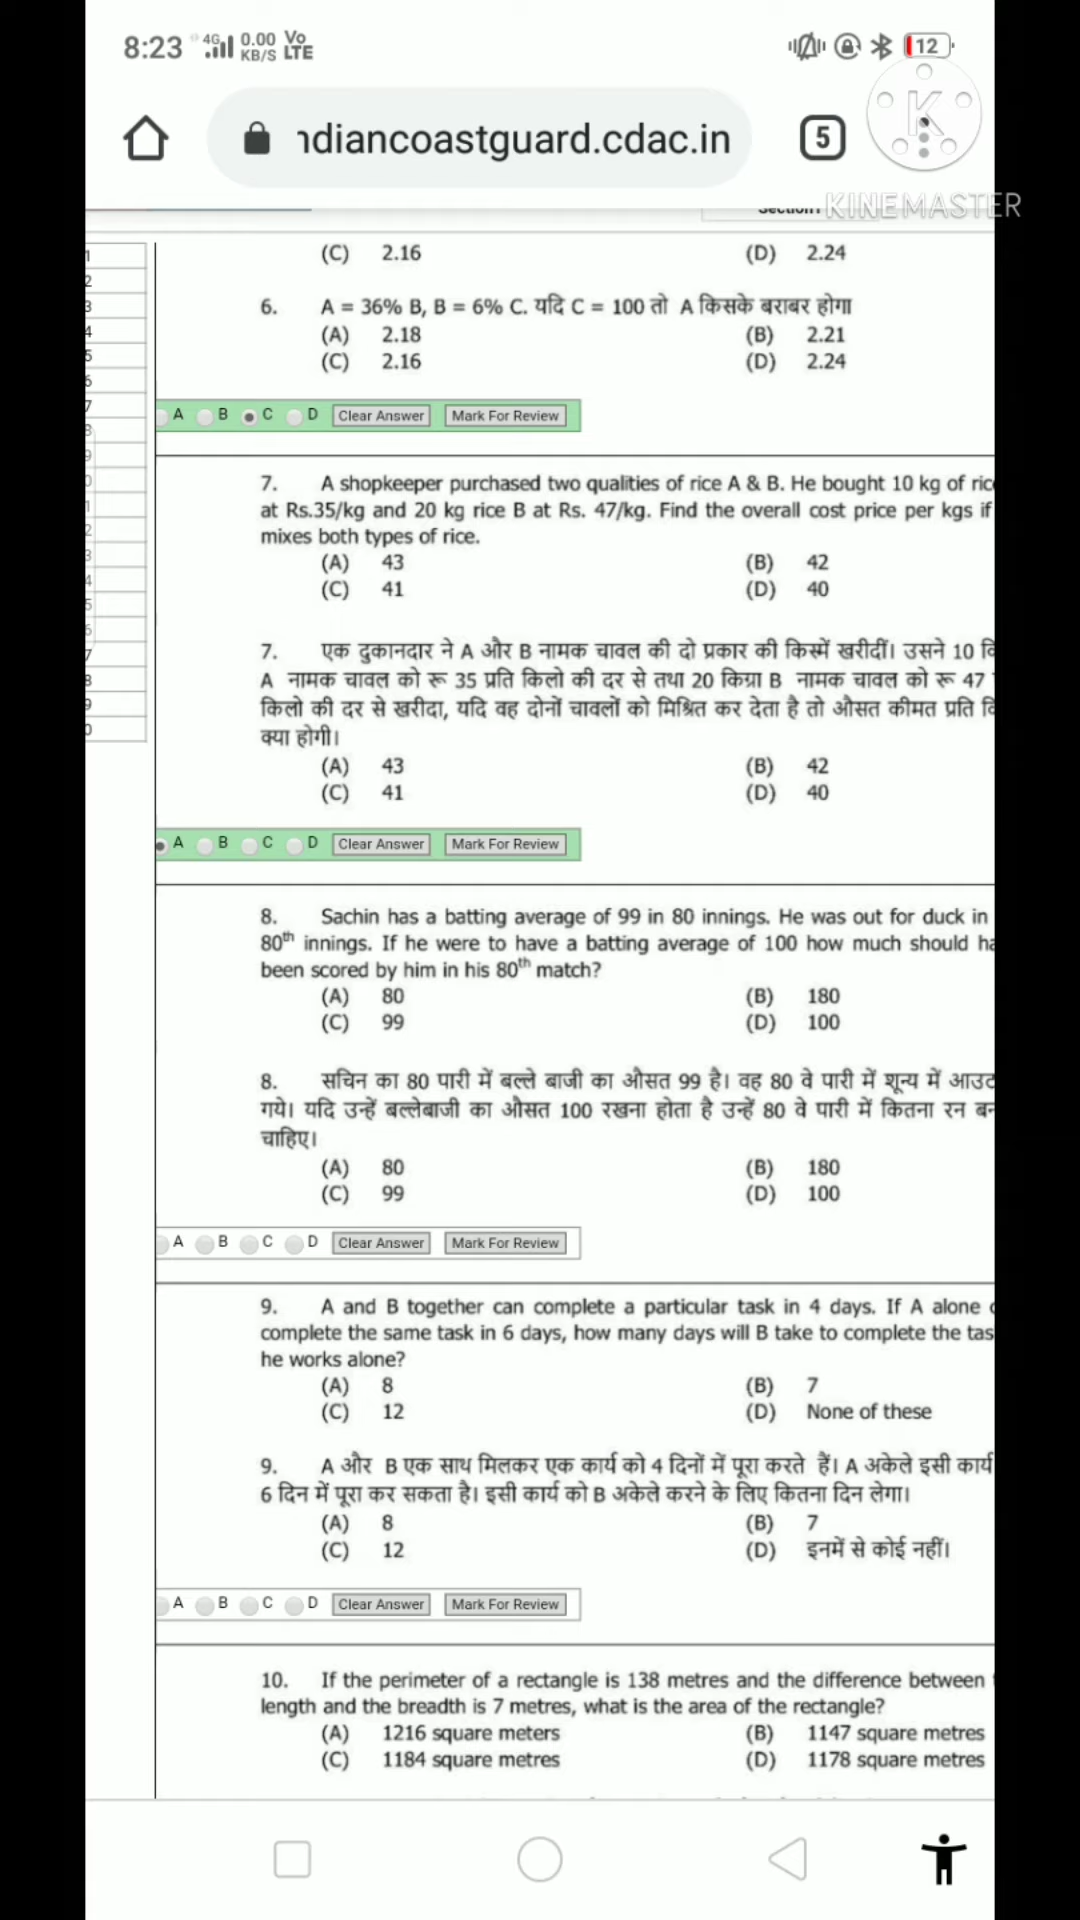 8:23 4G 0.00 KB/S Vo LTE 12
ndiancoastguard.cdac.in 5
KINEMASTER
(C) 2.16 (D) 2.24
6. A = 36% B, B = 6% C. यदि C = 100 तो A किसके बराबर होगा
(A) 2.18 (B) 2.21
(C) 2.16 (D) 2.24
A B C D Clear Answer Mark For Review
7. A shopkeeper purchased two qualities of rice A & B. He bought 10 kg of ric
at Rs.35/kg and 20 kg rice B at Rs. 47/kg. Find the overall cost price per kgs if
mixes both types of rice.
(A) 43 (B) 42
(C) 41 (D) 40
7. एक दुकानदार ने A और B नामक चावल की दो प्रकार की किस्में खरीदीं। उसने 10 कि
A नामक चावल को रू 35 प्रति किलो की दर से तथा 20 किग्रा B नामक चावल को रू 47
किलो की दर से खरीदा, यदि वह दोनों चावलों को मिश्रित कर देता है तो औसत कीमत प्रति कि
क्या होगी।
(A) 43 (B) 42
(C) 41 (D) 40
A B C D Clear Answer Mark For Review
8. Sachin has a batting average of 99 in 80 innings. He was out for duck in
80th innings. If he were to have a batting average of 100 how much should ha
been scored by him in his 80th match?
(A) 80 (B) 180
(C) 99 (D) 100
8. सचिन का 80 पारी में बल्ले बाजी का औसत 99 है। वह 80 वे पारी में शून्य में आउट
गये। यदि उन्हें बल्लेबाजी का औसत 100 रखना होता है उन्हें 80 वे पारी में कितना रन बन
चाहिए।
(A) 80 (B) 180
(C) 99 (D) 100
A B C D Clear Answer Mark For Review
9. A and B together can complete a particular task in 4 days. If A alone c
complete the same task in 6 days, how many days will B take to complete the tas
he works alone?
(A) 8 (B) 7
(C) 12 (D) None of these
9. A और B एक साथ मिलकर एक कार्य को 4 दिनों में पूरा करते हैं। A अकेले इसी कार्य
6 दिन में पूरा कर सकता है। इसी कार्य को B अकेले करने के लिए कितना दिन लेगा।
(A) 8 (B) 7
(C) 12 (D) इनमें से कोई नहीं।
A B C D Clear Answer Mark For Review
10. If the perimeter of a rectangle is 138 metres and the difference between
length and the breadth is 7 metres, what is the area of the rectangle?
(A) 1216 square meters (B) 1147 square metres
(C) 1184 square metres (D) 1178 square metres